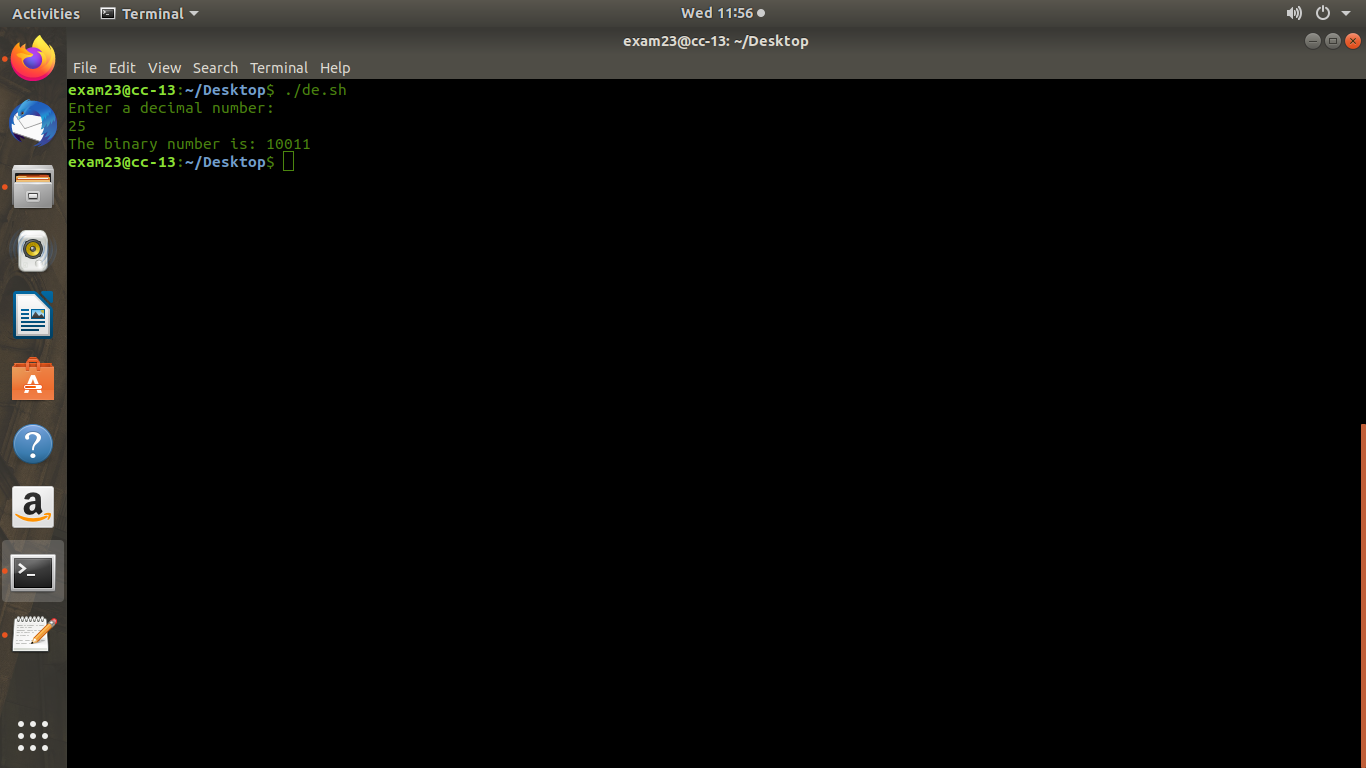 Activities Terminal Wed 11:56
exam23@cc-13: ~/Desktop
File Edit View Search Terminal Help
exam23@cc-13:~/Desktop$ ./de.sh
Enter a decimal number:
25
The binary number is: 10011
exam23@cc-13:~/Desktop$